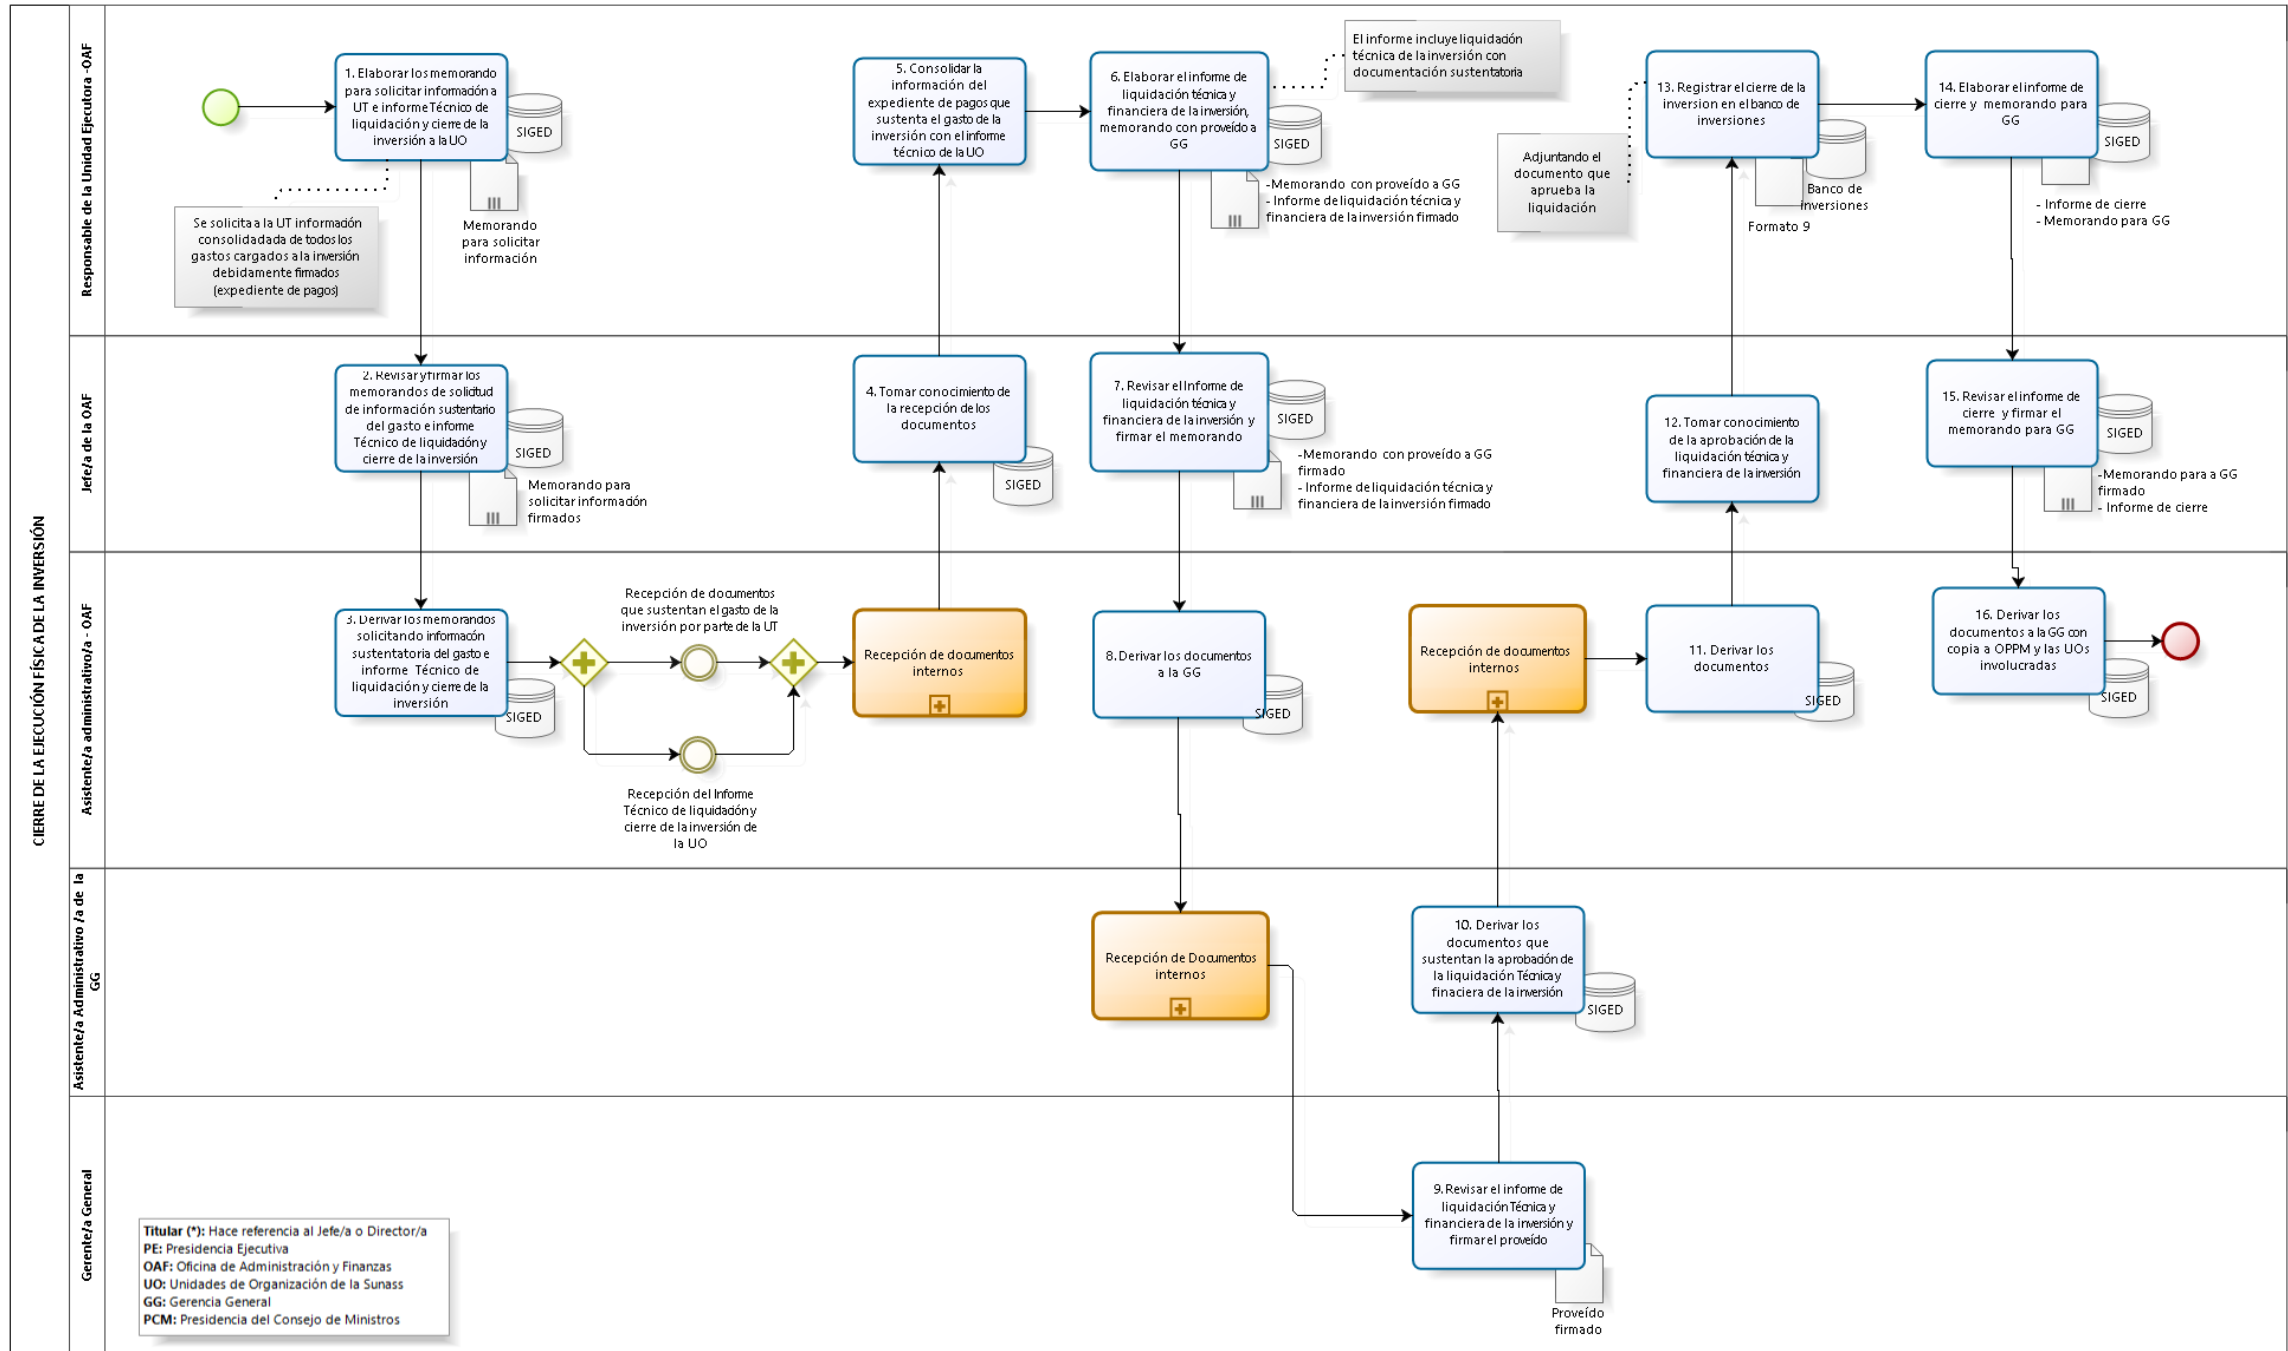 CIERRE DE LA EJECUCIÓN FÍSICA DE LA INVERSIÓN
Responsable de la Unidad Ejecutora -OAF
1. Elaborar los memorando
para solicitar información a
UT e informe Técnico de
liquidación y cierre de la
inversión a la UO
SIGED
Memorando
para solicitar
información
Se solicita a la UT información
consolidadada de todos los
gastos cargados a la inversión
debidamente firmados
(expediente de pagos)
5. Consolidar la
información del
expediente de pagos que
sustenta el gasto de la
inversión con el informe
técnico de la UO
6. Elaborar el informe de
liquidación técnica y
financiera de la inversión,
memorando con proveído a
GG
SIGED
-Memorando con proveído a GG
- Informe de liquidación técnica y
financiera de la inversión firmado
El informe incluye liquidación
técnica de la inversión con
documentación sustentatoria
Adjuntando el
documento que
aprueba la
liquidación
13. Registrar el cierre de la
inversion en el banco de
inversiones
Banco de
inversiones
Formato 9
14. Elaborar el informe de
cierre y memorando para
GG
SIGED
- Informe de cierre
- Memorando para GG
Jefe/a de la OAF
2. Revisar y firmar los
memorandos de solicitud
de información sustentario
del gasto e informe
Técnico de liquidación y
cierre de la inversión
SIGED
Memorando para
solicitar información
firmados
4. Tomar conocimiento de
la recepción de los
documentos
SIGED
7. Revisar el Informe de
liquidación técnica y
financiera de la inversión y
firmar el memorando
SIGED
-Memorando con proveído a GG
firmado
- Informe de liquidación técnica y
financiera de la inversión firmado
12. Tomar conocimiento
de la aprobación de la
liquidación técnica y
financiera de la inversión
15. Revisar el informe de
cierre y firmar el
memorando para GG
SIGED
-Memorando para a GG
firmado
- Informe de cierre
Asistente/a administrativo/a - OAF
3. Derivar los memorandos
solicitando informacón
sustentatoria del gasto e
informe Técnico de
liquidación y cierre de la
inversión
SIGED
Recepción de documentos
que sustentan el gasto de la
inversión por parte de la UT
Recepción del Informe
Técnico de liquidación y
cierre de la inversión de
la UO
Recepción de documentos
internos
8. Derivar los documentos
a la GG
SIGED
Recepción de documentos
internos
11. Derivar los
documentos
SIGED
16. Derivar los
documentos a la GG con
copia a OPPM y las UOs
involucradas
SIGED
Asistente/a Administrativo /a de la
GG
Recepción de Documentos
internos
10. Derivar los
documentos que
sustentan la aprobación de
la liquidación Técnica y
finaciera de la inversión
SIGED
Gerente/a General
9. Revisar el informe de
liquidación Técnica y
financiera de la inversión y
firmar el proveído
Proveído
firmado
Titular (*): Hace referencia al Jefe/a o Director/a
PE: Presidencia Ejecutiva
OAF: Oficina de Administración y Finanzas
UO: Unidades de Organización de la Sunass
GG: Gerencia General
PCM: Presidencia del Consejo de Ministros